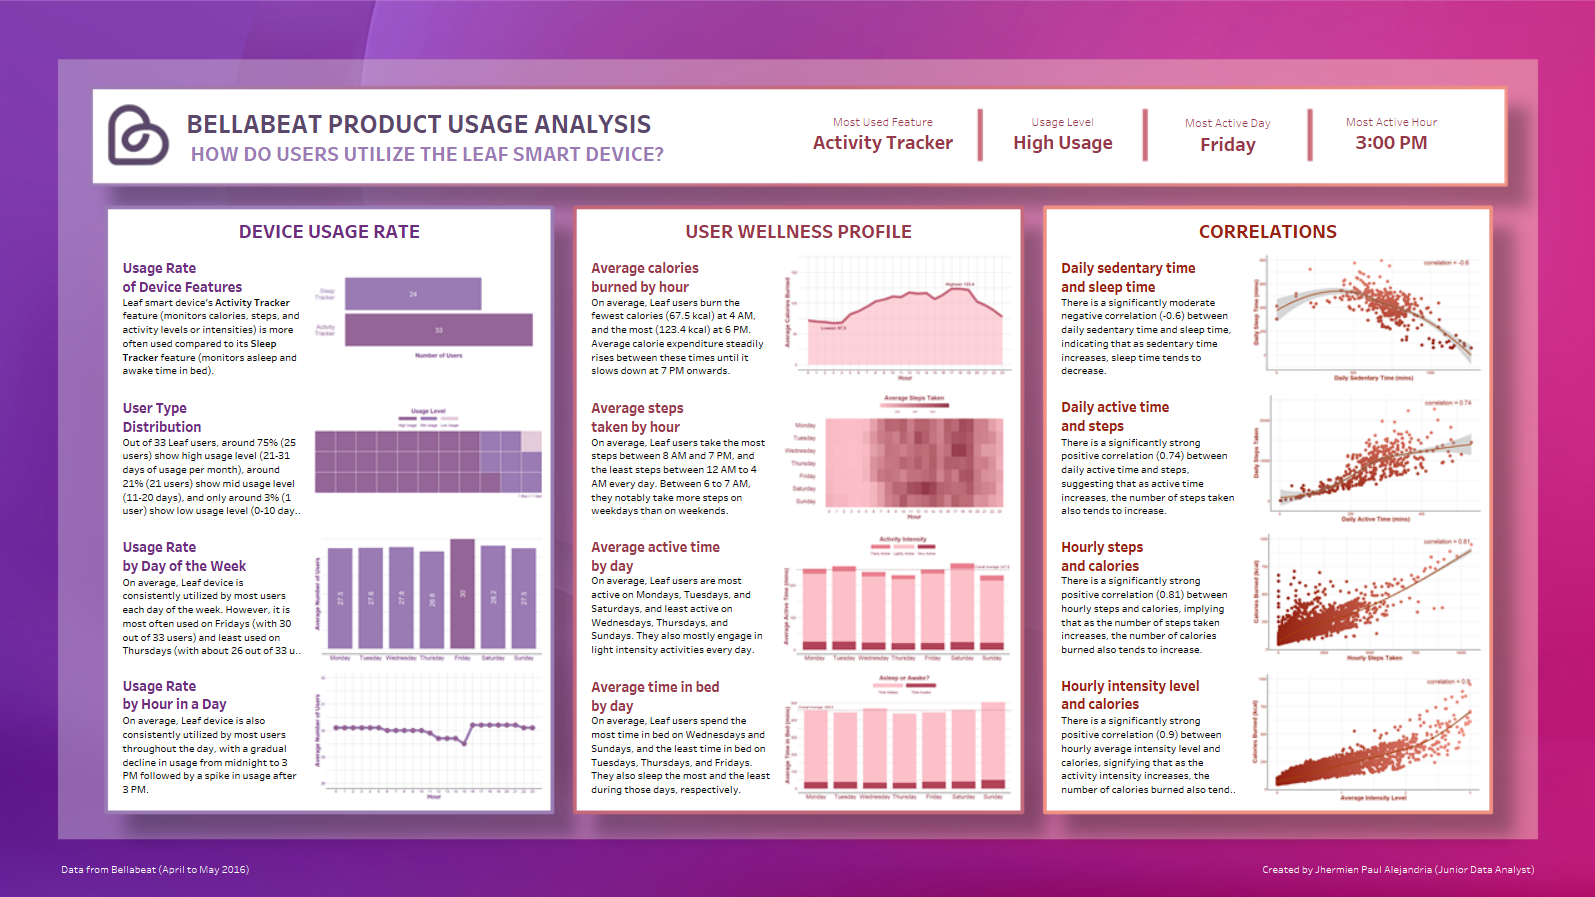 BELLABEAT PRODUCT USAGE ANALYSIS
HOW DO USERS UTILIZE THE LEAF SMART DEVICE?
Most Used Feature
Activity Tracker
Usage Level
High Usage
Most Active Day
Friday
Most Active Hour
3:00 PM
DEVICE USAGE RATE
Usage Rate
of Device Features
Leaf smart device's Activity Tracker
feature (monitors calories, steps, and
activity levels or intensities) is more
often used compared to its Sleep
Tracker feature (monitors asleep and
awake time in bed).
Sleep
Tracker
24
Activity
Tracker
33
Number of Users
User Type
Distribution
Out of 33 Leaf users, around 75% (25
users) show high usage level (21-31
days of usage per month), around
21% (21 users) show mid usage level
(11-20 days), and only around 3% (1
user) show low usage level (0-10 day..
Usage Level
High Usage Mid Usage Low Usage
Usage Rate
by Day of the Week
On average, Leaf device is
consistently utilized by most users
each day of the week. However, it is
most often used on Fridays (with 30
out of 33 users) and least used on
Thursdays (with about 26 out of 33 u..
Average Number of Users
27.5 27.6 27.8 26.6 30 28.2 27.5
Monday Tuesday Wednesday Thursday Friday Saturday Sunday
Usage Rate
by Hour in a Day
On average, Leaf device is also
consistently utilized by most users
throughout the day, with a gradual
decline in usage from midnight to 3
PM followed by a spike in usage after
3 PM.
Average Number of Users
Hour
USER WELLNESS PROFILE
Average calories
burned by hour
On average, Leaf users burn the
fewest calories (67.5 kcal) at 4 AM,
and the most (123.4 kcal) at 6 PM.
Average calorie expenditure steadily
rises between these times until it
slows down at 7 PM onwards.
Average Calories Burned
Highest: 123.4
Lowest: 67.5
Hour
Average steps
taken by hour
On average, Leaf users take the most
steps between 8 AM and 7 PM, and
the least steps between 12 AM to 4
AM every day. Between 6 to 7 AM,
they notably take more steps on
weekdays than on weekends.
Average Steps Taken
Monday
Tuesday
Wednesday
Thursday
Friday
Saturday
Sunday
Hour
Average active time
by day
On average, Leaf users are most
active on Mondays, Tuesdays, and
Saturdays, and least active on
Wednesdays, Thursdays, and
Sundays. They also mostly engage in
light intensity activities every day.
Activity Intensity
Fairly Active Lightly Active Very Active
Average Active Time (mins)
Monday Tuesday Wednesday Thursday Friday Saturday Sunday
Average time in bed
by day
On average, Leaf users spend the
most time in bed on Wednesdays and
Sundays, and the least time in bed on
Tuesdays, Thursdays, and Fridays.
They also sleep the most and the least
during those days, respectively.
Asleep or Awake?
Time Asleep Time Awake
Average Time in Bed (mins)
Monday Tuesday Wednesday Thursday Friday Saturday Sunday
CORRELATIONS
Daily sedentary time
and sleep time
There is a significantly moderate
negative correlation (-0.6) between
daily sedentary time and sleep time,
indicating that as sedentary time
increases, sleep time tends to
decrease.
correlation = -0.6
Daily Sleep Time (mins)
Daily Sedentary Time (mins)
Daily active time
and steps
There is a significantly strong
positive correlation (0.74) between
daily active time and steps,
suggesting that as active time
increases, the number of steps taken
also tends to increase.
correlation = 0.74
Daily Steps Taken
Daily Active Time (mins)
Hourly steps
and calories
There is a significantly strong
positive correlation (0.81) between
hourly steps and calories, implying
that as the number of steps taken
increases, the number of calories
burned also tends to increase.
correlation = 0.81
Calories Burned (kcal)
Hourly Steps Taken
Hourly intensity level
and calories
There is a significantly strong
positive correlation (0.9) between
hourly average intensity level and
calories, signifying that as the
activity intensity increases, the
number of calories burned also tend..
correlation = 0.9
Calories Burned (kcal)
Average Intensity Level
Data from Bellabeat (April to May 2016)
Created by Jhermien Paul Alejandria (Junior Data Analyst)